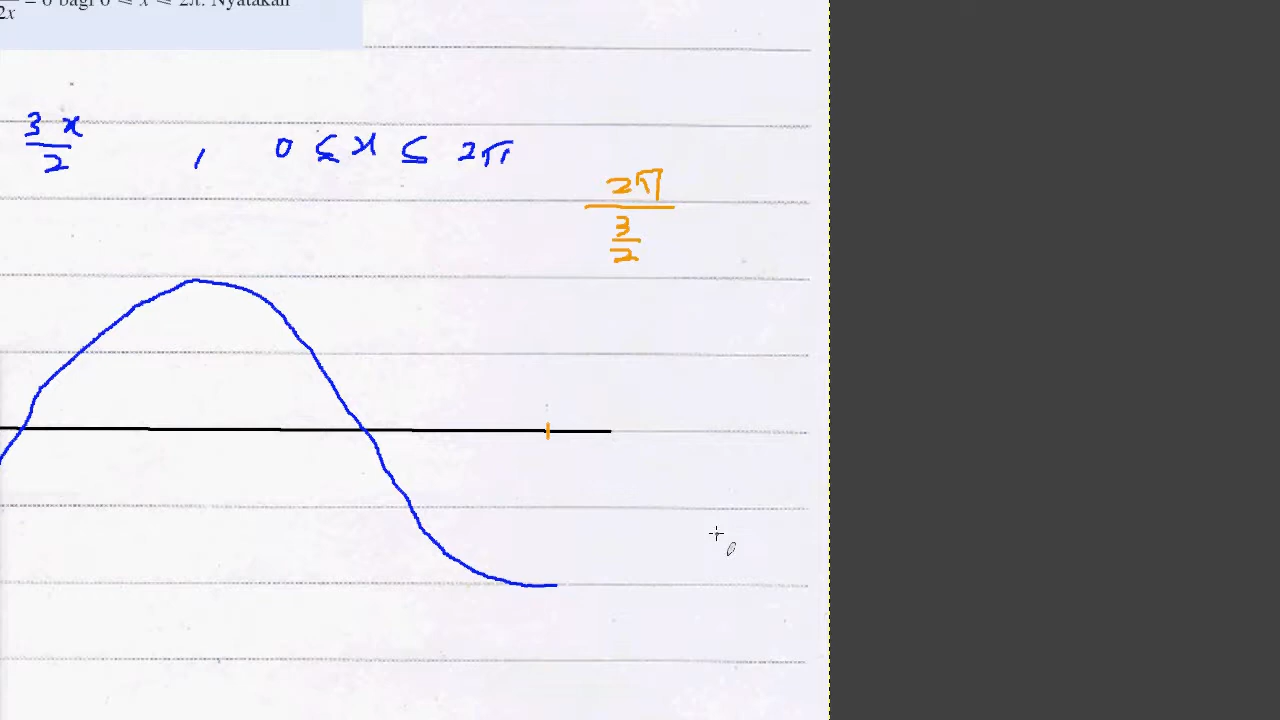 2x = 0 bagi 0 ⩽ x ⩽ 2π. Nyatakan
3x/2 , 0 ≤ x ≤ 2π
2π/(3/2)